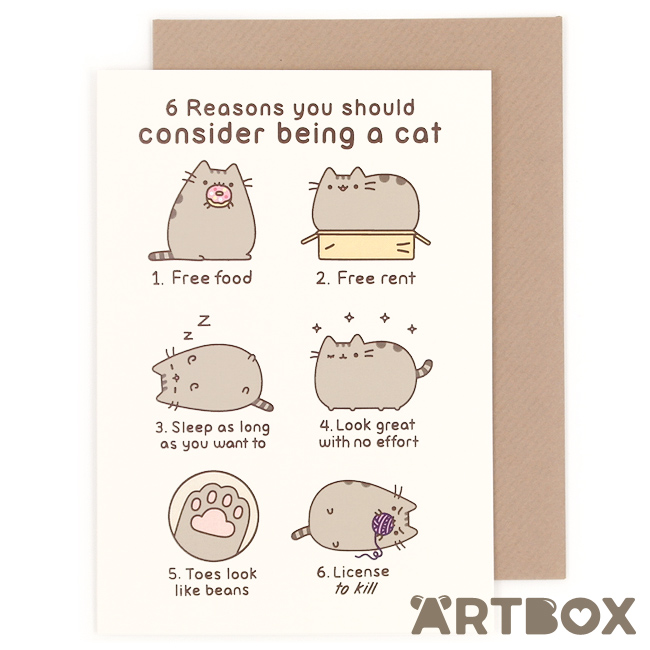 6 Reasons you should
consider being a cat
1. Free food
2. Free rent
Z
z
3. Sleep as long
as you want to
4. Look great
with no effort
5. Toes look
like beans
6. License
to kill
ARTBOX